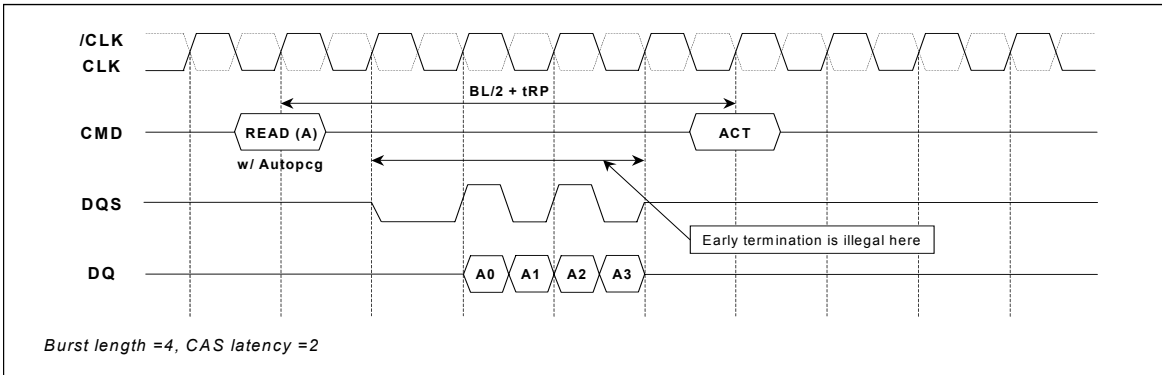 /CLK
CLK
BL/2 + tRP
CMD
READ (A)
ACT
w/ Autopcg
DQS
Early termination is illegal here
DQ
A0 A1 A2 A3
Burst length =4, CAS latency =2